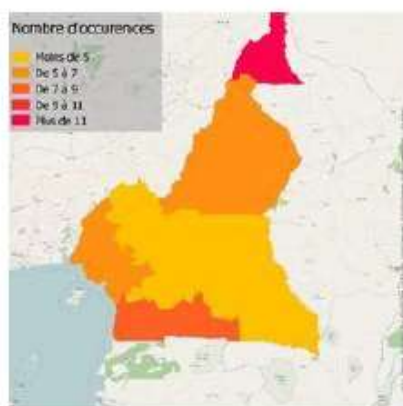 Nombre d'occurences
Moins de 5
De 5 à 7
De 7 à 9
De 9 à 11
Plus de 11